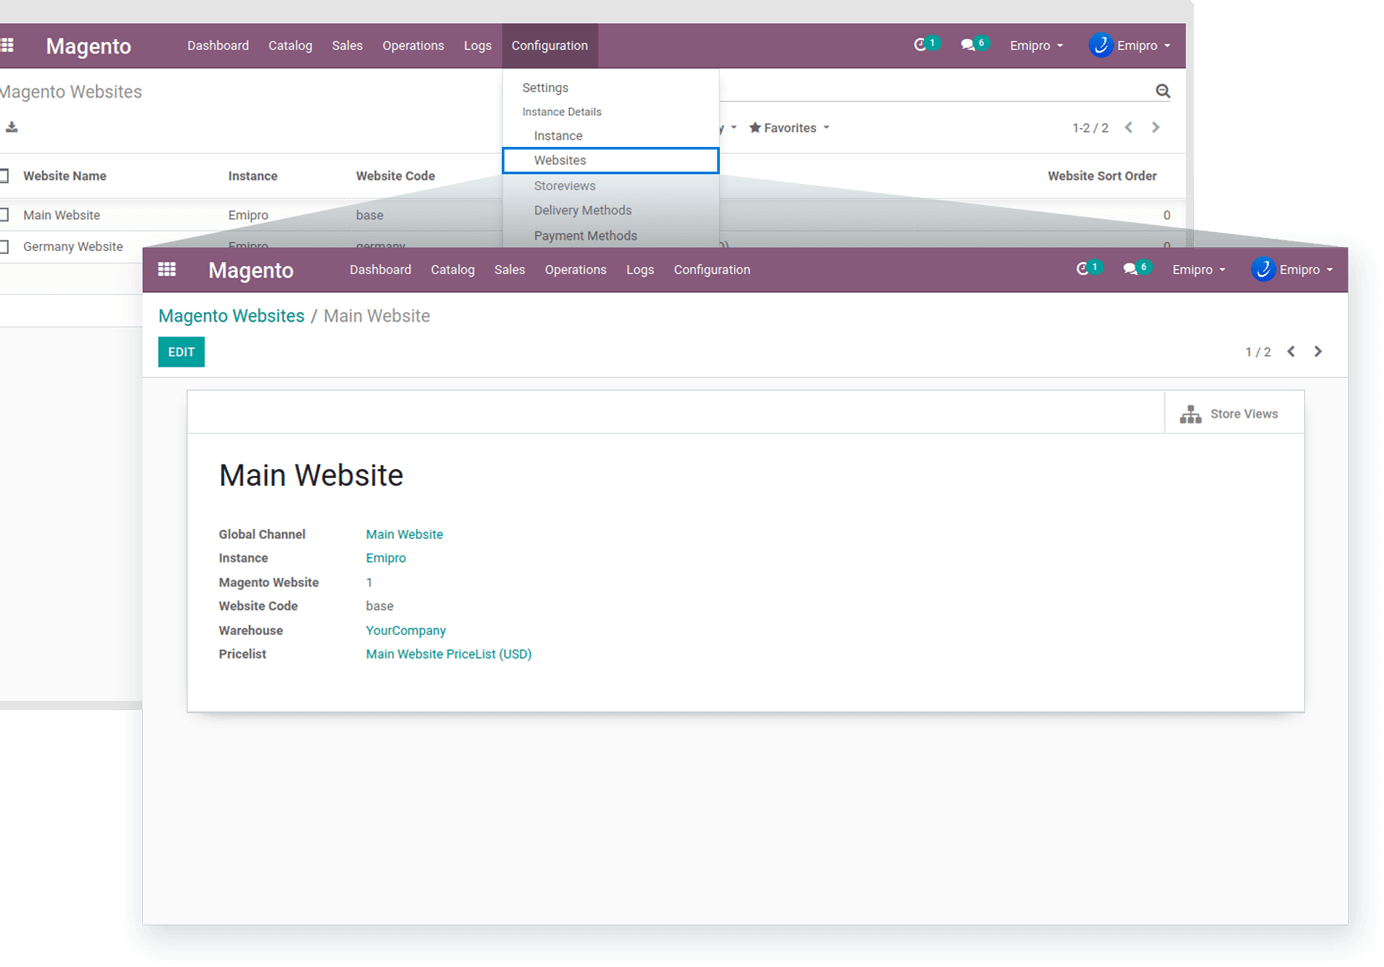 Magento Dashboard Catalog Sales Operations Logs Configuration 1 6 Emipro Emipro
Magento Websites
Settings
Instance Details
Instance
Websites
Storeviews
Delivery Methods
Payment Methods
Favorites 1-2 / 2
Website Name Instance Website Code Website Sort Order
Main Website Emipro base 0
Germany Website Emipro germany 0
Magento Dashboard Catalog Sales Operations Logs Configuration 1 6 Emipro Emipro
Magento Websites / Main Website
EDIT 1 / 2
Store Views
Main Website
Global Channel Main Website
Instance Emipro
Magento Website 1
Website Code base
Warehouse YourCompany
Pricelist Main Website PriceList (USD)